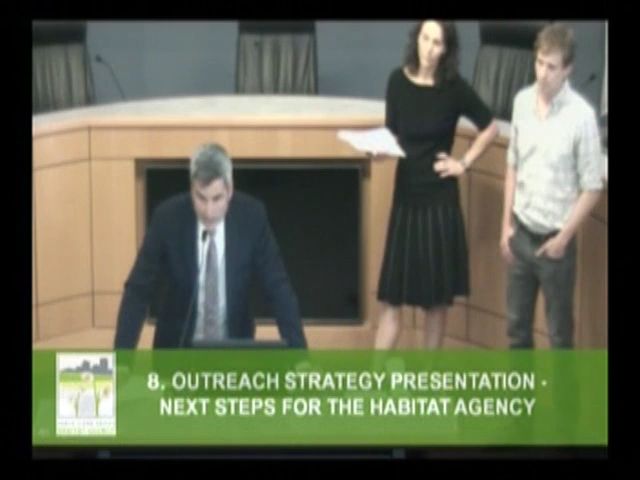 8. OUTREACH STRATEGY PRESENTATION -
NEXT STEPS FOR THE HABITAT AGENCY